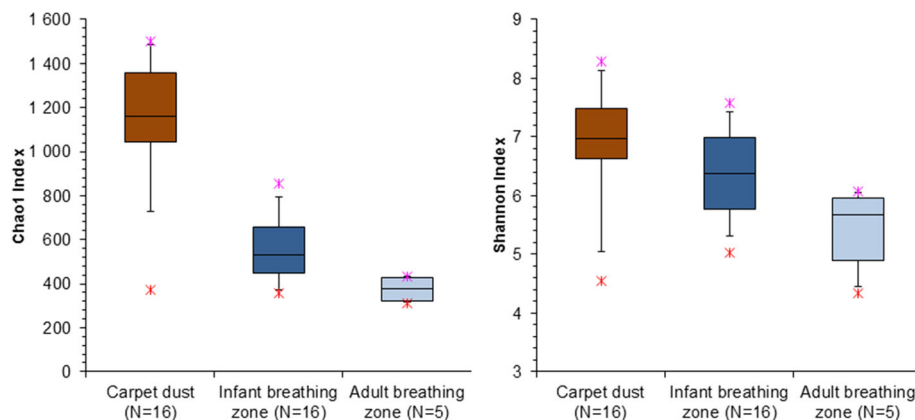 1 600
1 400
1 200
1 000
800
600
400
200
0
Chao1 Index
Carpet dust
(N=16)
Infant breathing
zone (N=16)
Adult breathing
zone (N=5)
9
8
7
6
5
4
3
Shannon Index
Carpet dust
(N=16)
Infant breathing
zone (N=16)
Adult breathing
zone (N=5)